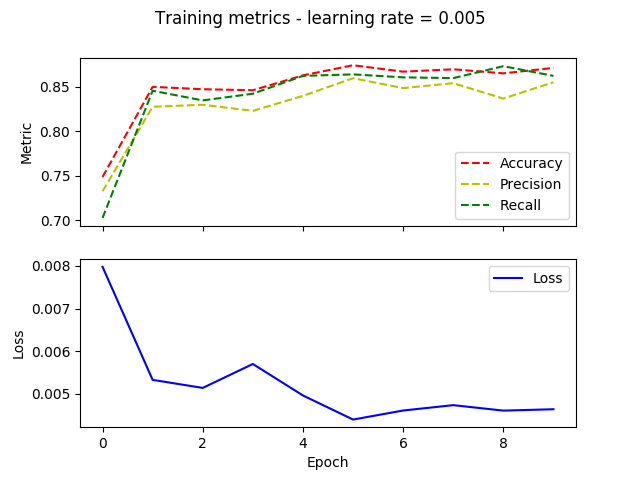 Training metrics - learning rate = 0.005
0.85
0.80
0.75
0.70
Metric
Accuracy
Precision
Recall
0.008
0.007
0.006
0.005
Loss
Loss
0
2
4
6
8
Epoch